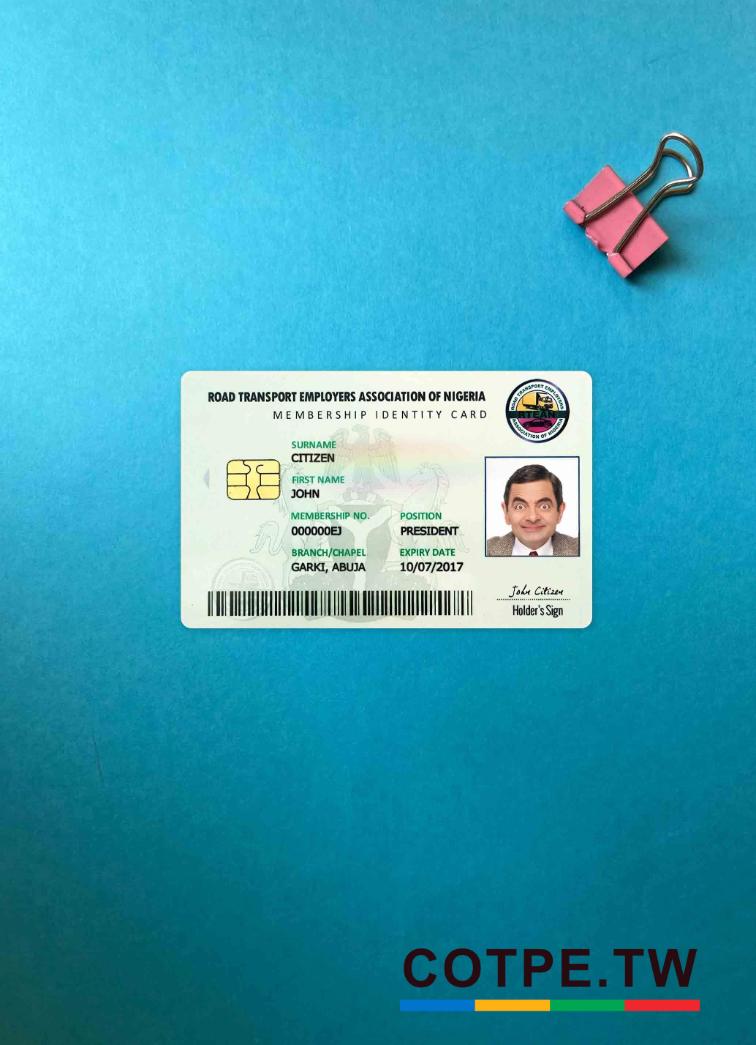 ROAD TRANSPORT EMPLOYERS ASSOCIATION OF NIGERIA
MEMBERSHIP IDENTITY CARD
ROAD TRANSPORT EMPLOYERS
RTEAN
ASSOCIATION OF NIGERIA
SURNAME
CITIZEN
FIRST NAME
JOHN
MEMBERSHIP NO. POSITION
000000EJ PRESIDENT
BRANCH/CHAPEL EXPIRY DATE
GARKI, ABUJA 10/07/2017
John Citizen
Holder's Sign
COTPE.TW